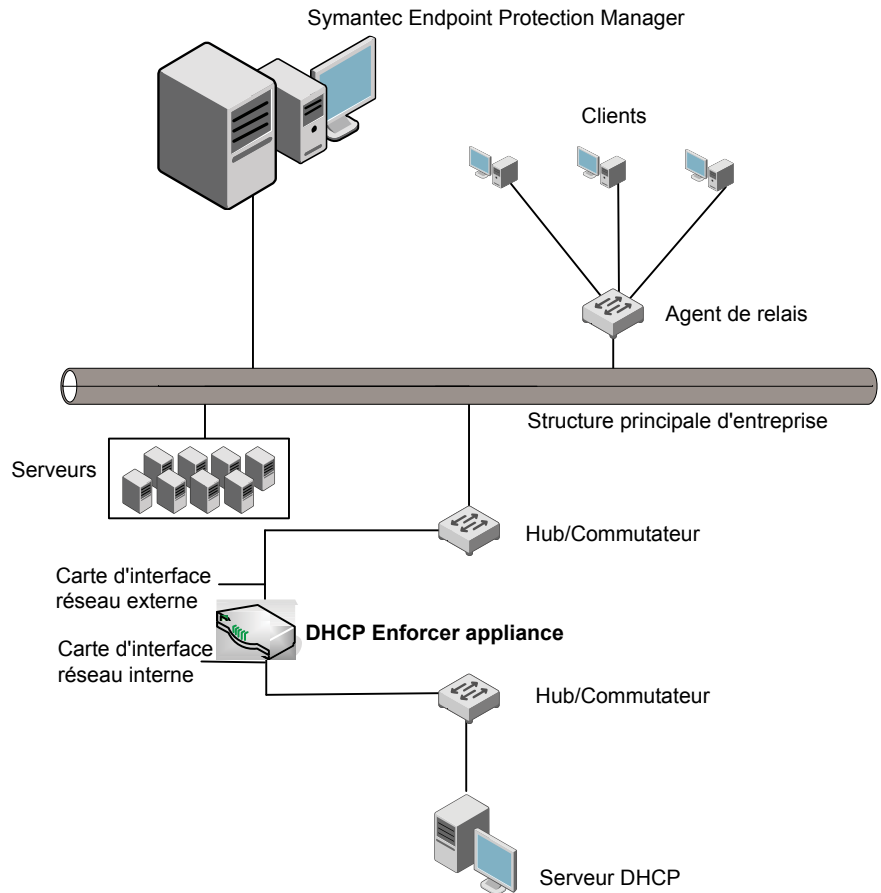 Symantec Endpoint Protection Manager
Clients
Agent de relais
Structure principale d'entreprise
Serveurs
Hub/Commutateur
Carte d'interface
réseau externe
DHCP Enforcer appliance
Carte d'interface
réseau interne
Hub/Commutateur
Serveur DHCP